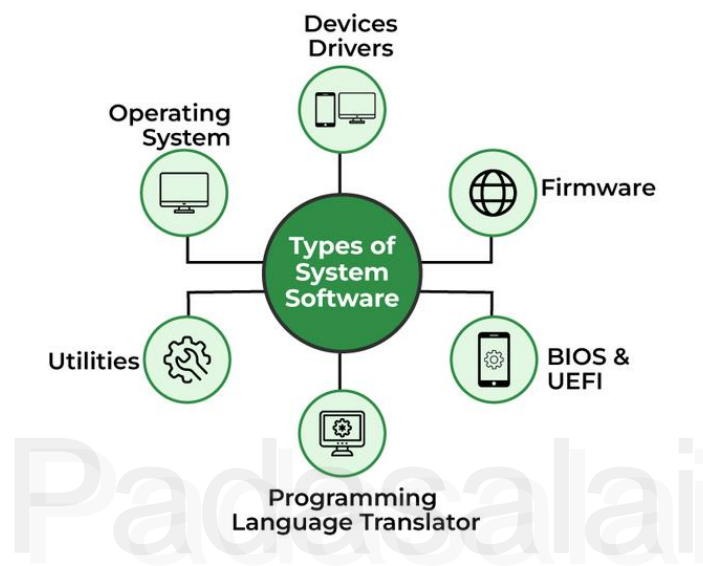 Devices
Drivers
Operating
System
Firmware
Types of
System
Software
Utilities
BIOS &
UEFI
Programming
Language Translator
Padasalai